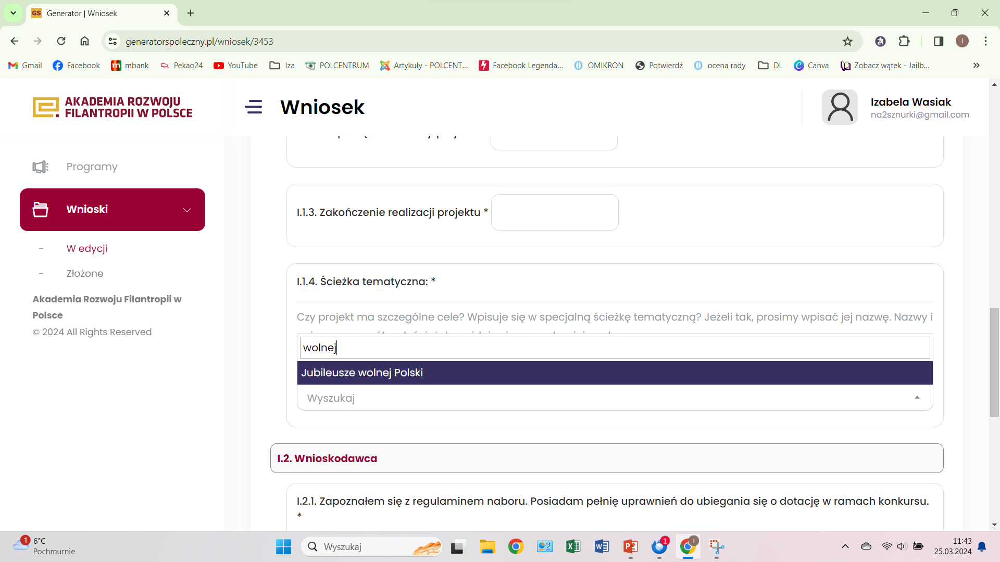 GS Generator | Wniosek
generatorspoleczny.pl/wniosek/3453
I
Gmail Facebook mbank Pekao24 YouTube Iza POLCENTRUM Artykuły - POLCENT... Facebook Legenda... OMIKRON Potwierdź ocena rady DL Canva Zobacz wątek - Jailb...
AKADEMIA ROZWOJU
FILANTROPII W POLSCE
Wniosek
Izabela Wasiak
na2sznurki@gmail.com
Programy
Wnioski
- W edycji
- Złożone
Akademia Rozwoju Filantropii w
Polsce
© 2024 All Rights Reserved
I.1.3. Zakończenie realizacji projektu *
I.1.4. Ścieżka tematyczna: *
Czy projekt ma szczególne cele? Wpisuje się w specjalną ścieżkę tematyczną? Jeżeli tak, prosimy wpisać jej nazwę. Nazwy i
wolnej
Jubileusze wolnej Polski
Wyszukaj
I.2. Wnioskodawca
I.2.1. Zapoznałem się z regulaminem naboru. Posiadam pełnię uprawnień do ubiegania się o dotację w ramach konkursu.
*
1
6°C
Pochmurnie
Wyszukaj
1
I
11:43
25.03.2024